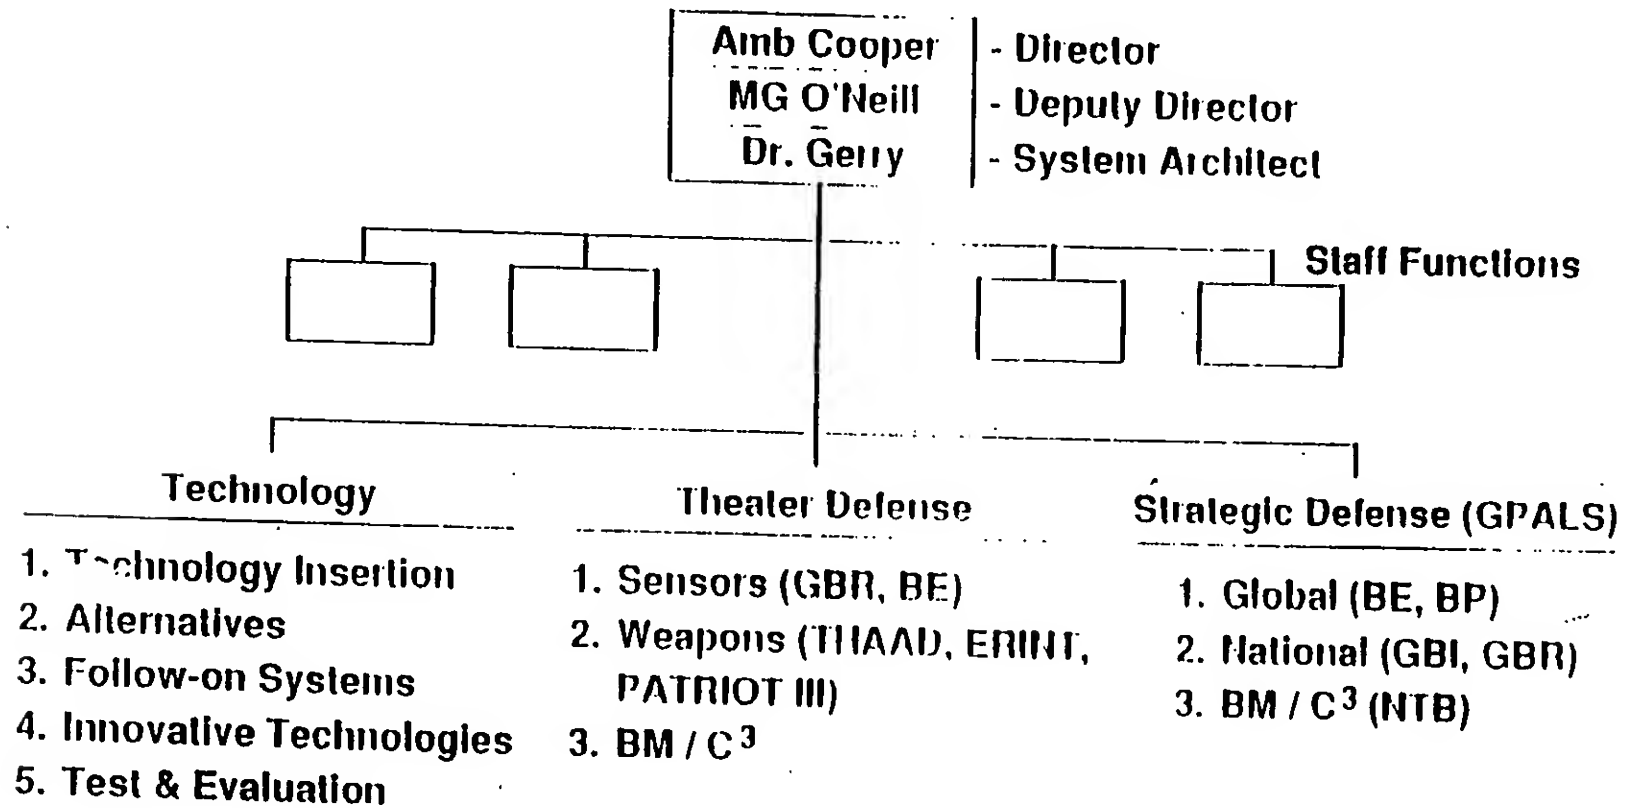 Amb Cooper - Director
MG O'Neill - Deputy Director
Dr. Gerry - System Architect
Staff Functions
Technology
1. Technology Insertion
2. Alternatives
3. Follow-on Systems
4. Innovative Technologies
5. Test & Evaluation
Theater Defense
1. Sensors (GBR, BE)
2. Weapons (THAAD, ERINT,
PATRIOT III)
3. BM / C³
Strategic Defense (GPALS)
1. Global (BE, BP)
2. National (GBI, GBR)
3. BM / C³ (NTB)